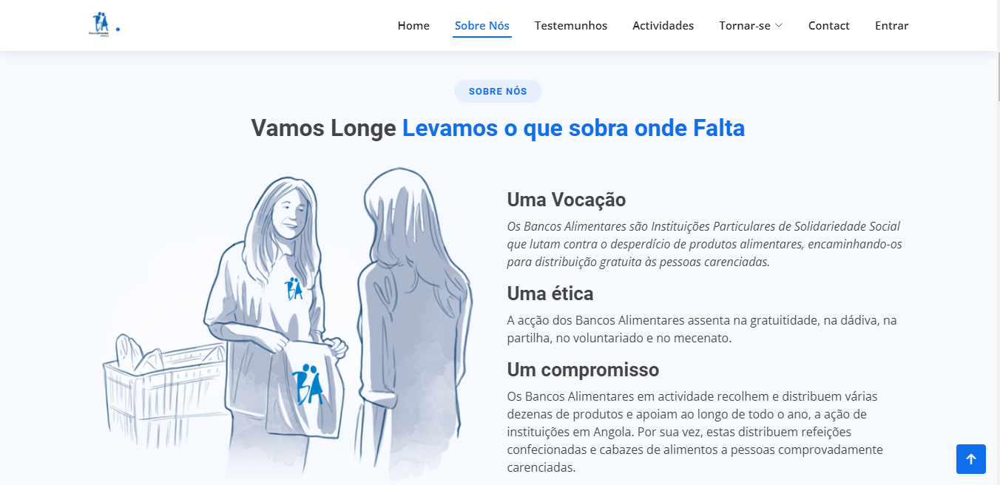 BA
Home
Sobre Nós
Testemunhos
Actividades
Tornar-se
Contact
Entrar
SOBRE NÓS
Vamos Longe Levamos o que sobra onde Falta
Uma Vocação
Os Bancos Alimentares são Instituições Particulares de Solidariedade Social
que lutam contra o desperdício de produtos alimentares, encaminhando-os
para distribuição gratuita às pessoas carenciadas.
Uma ética
A acção dos Bancos Alimentares assenta na gratuitidade, na dádiva, na
partilha, no voluntariado e no mecenato.
Um compromisso
Os Bancos Alimentares em actividade recolhem e distribuem várias
dezenas de produtos e apoiam ao longo de todo o ano, a ação de
instituições em Angola. Por sua vez, estas distribuem refeições
confecionadas e cabazes de alimentos a pessoas comprovadamente
carenciadas.
BA
BA